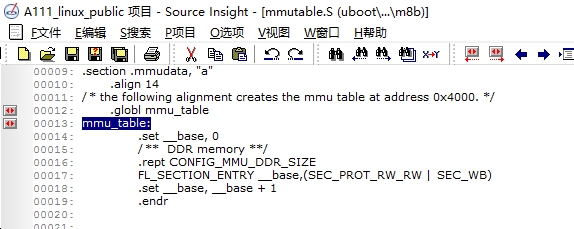 A111_linux_public 项目 - Source Insight - [mmutable.S (uboot\...\m8b)]
F文件 E编辑 S搜索 P项目 O选项 V视图 W窗口 H帮助
00009: .section .mmudata, "a"
00010: .align 14
00011: /* the following alignment creates the mmu table at address 0x4000. */
00012: .globl mmu_table
00013: mmu_table:
00014: .set __base, 0
00015: /** DDR memory **/
00016: .rept CONFIG_MMU_DDR_SIZE
00017: FL_SECTION_ENTRY __base,(SEC_PROT_RW_RW | SEC_WB)
00018: .set __base, __base + 1
00019: .endr
00020:
00021: